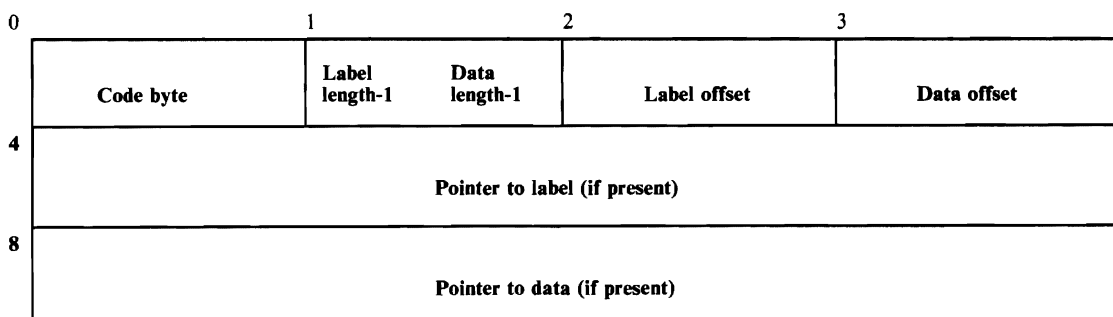 0 1 2 3
Code byte
Label length-1
Data length-1
Label offset
Data offset
4
Pointer to label (if present)
8
Pointer to data (if present)